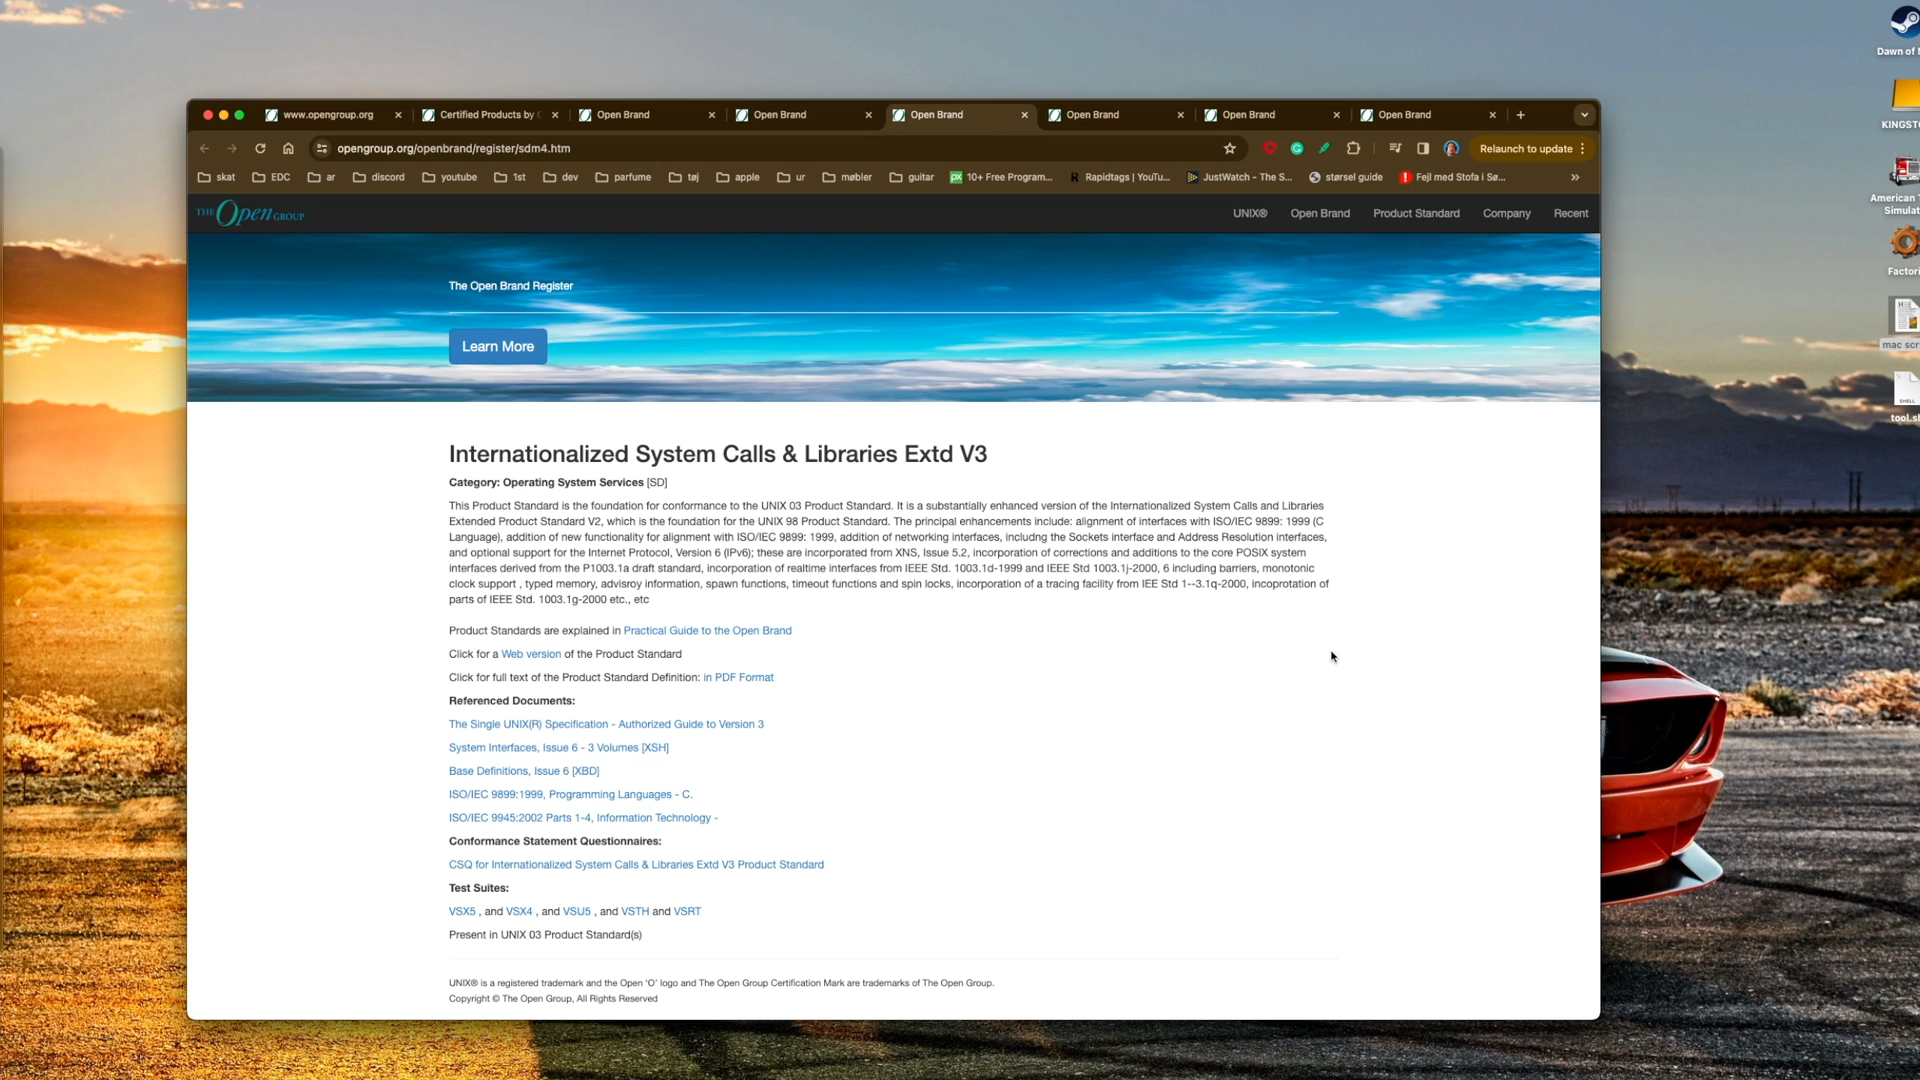 www.opengroup.org
Certified Products by
Open Brand
Open Brand
Open Brand
Open Brand
Open Brand
Open Brand
opengroup.org/openbrand/register/sdm4.htm
Relaunch to update
skat EDC ar discord youtube 1st dev parfume tøj apple ur møbler guitar 10+ Free Program... Rapidtags | YouTu... JustWatch - The S... størsel guide Fejl med Stofa i Sø... »
THE Open GROUP
UNIX® Open Brand Product Standard Company Recent
The Open Brand Register
Learn More
Internationalized System Calls & Libraries Extd V3
Category: Operating System Services [SD]
This Product Standard is the foundation for conformance to the UNIX 03 Product Standard. It is a substantially enhanced version of the Internationalized System Calls and Libraries
Extended Product Standard V2, which is the foundation for the UNIX 98 Product Standard. The principal enhancements include: alignment of interfaces with ISO/IEC 9899: 1999 (C
Language), addition of new functionality for alignment with ISO/IEC 9899: 1999, addition of networking interfaces, includng the Sockets interface and Address Resolution interfaces,
and optional support for the Internet Protocol, Version 6 (IPv6); these are incorporated from XNS, Issue 5.2, incorporation of corrections and additions to the core POSIX system
interfaces derived from the P1003.1a draft standard, incorporation of realtime interfaces from IEEE Std. 1003.1d-1999 and IEEE Std 1003.1j-2000, 6 including barriers, monotonic
clock support , typed memory, advisroy information, spawn functions, timeout functions and spin locks, incorporation of a tracing facility from IEE Std 1--3.1q-2000, incoprotation of
parts of IEEE Std. 1003.1g-2000 etc., etc
Product Standards are explained in Practical Guide to the Open Brand
Click for a Web version of the Product Standard
Click for full text of the Product Standard Definition: in PDF Format
Referenced Documents:
The Single UNIX(R) Specification - Authorized Guide to Version 3
System Interfaces, Issue 6 - 3 Volumes [XSH]
Base Definitions, Issue 6 [XBD]
ISO/IEC 9899:1999, Programming Languages - C.
ISO/IEC 9945:2002 Parts 1-4, Information Technology -
Conformance Statement Questionnaires:
CSQ for Internationalized System Calls & Libraries Extd V3 Product Standard
Test Suites:
VSX5 , and VSX4 , and VSU5 , and VSTH and VSRT
Present in UNIX 03 Product Standard(s)
UNIX® is a registered trademark and the Open 'O' logo and The Open Group Certification Mark are trademarks of The Open Group.
Copyright © The Open Group, All Rights Reserved
Dawn of
KINGST
American
Simulat
Factori
mac scr
SHELL
tool.s